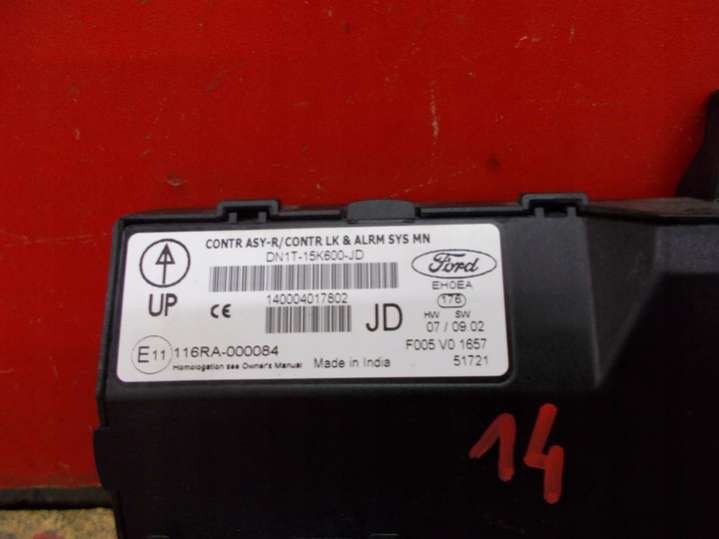 CONTR ASY-R/CONTR LK & ALRM SYS MN
DN1T-15K600-JD
UP
140004017802
CE
JD
Ford
EHOEA
176
HW SW
07 / 09.02
F005 V0 1657
51721
E11 116RA-000084
Homologation see Owner's Manual
Made in India
14